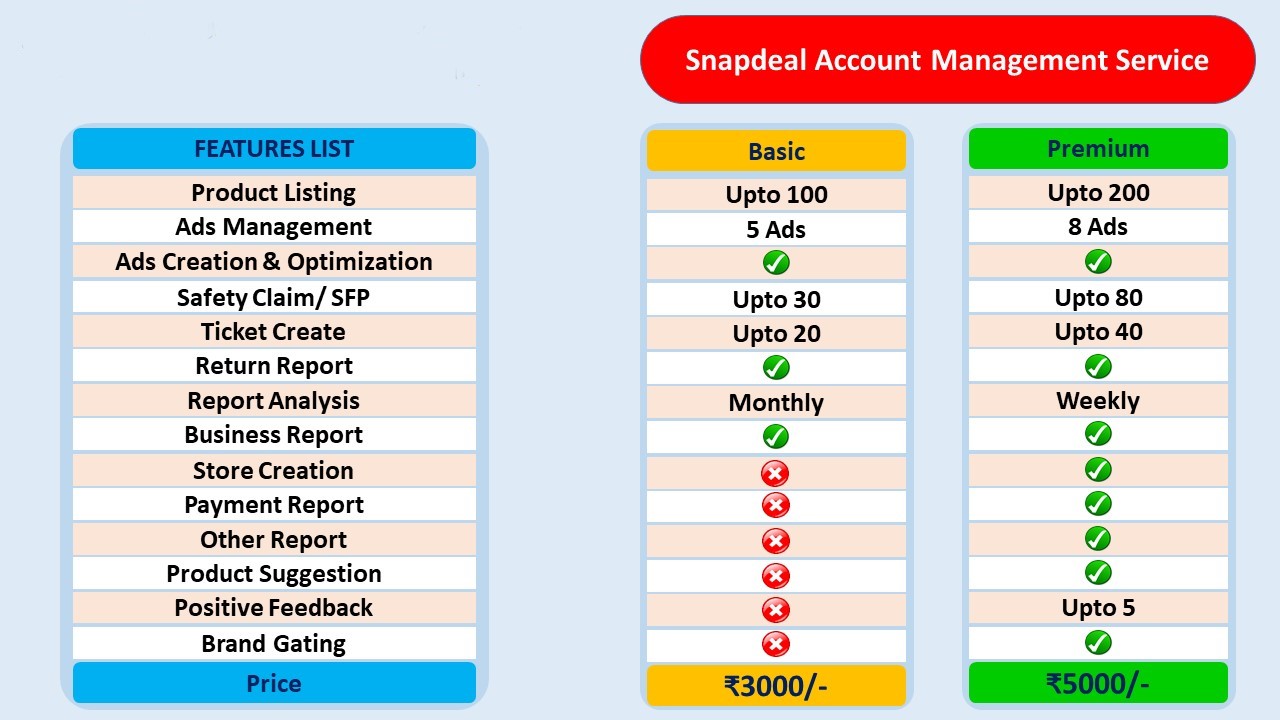 Snapdeal Account Management Service
FEATURES LIST Basic Premium
Product Listing Upto 100 Upto 200
Ads Management 5 Ads 8 Ads
Ads Creation & Optimization
Safety Claim/ SFP Upto 30 Upto 80
Ticket Create Upto 20 Upto 40
Return Report
Report Analysis Monthly Weekly
Business Report
Store Creation
Payment Report
Other Report
Product Suggestion
Positive Feedback Upto 5
Brand Gating
Price ₹3000/- ₹5000/-